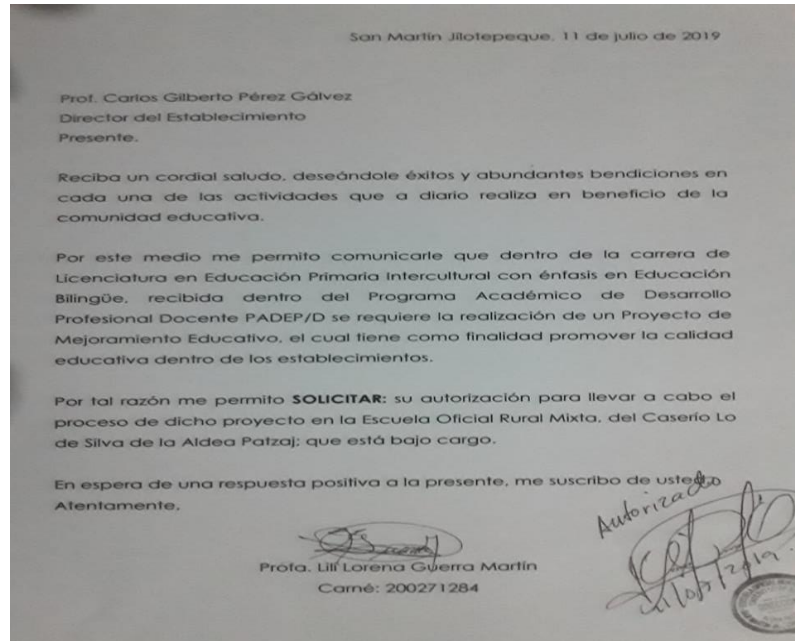 San Martín Jilotepeque, 11 de julio de 2019
Prof. Carlos Gilberto Pérez Gálvez
Director del Establecimiento
Presente.
Reciba un cordial saludo, deseándole éxitos y abundantes bendiciones en
cada una de las actividades que a diario realiza en beneficio de la
comunidad educativa.
Por este medio me permito comunicarle que dentro de la carrera de
Licenciatura en Educación Primaria Intercultural con énfasis en Educación
Bilingüe, recibida dentro del Programa Académico de Desarrollo
Profesional Docente PADEP/D se requiere la realización de un Proyecto de
Mejoramiento Educativo, el cual tiene como finalidad promover la calidad
educativa dentro de los establecimientos.
Por tal razón me permito SOLICITAR: su autorización para llevar a cabo el
proceso de dicho proyecto en la Escuela Oficial Rural Mixta, del Caserío Lo
de Silva de la Aldea Patzaj; que está bajo cargo.
En espera de una respuesta positiva a la presente, me suscribo de usted.
Atentamente,
Autorizado
Profa. Lili Lorena Guerra Martín
Carné: 200271284